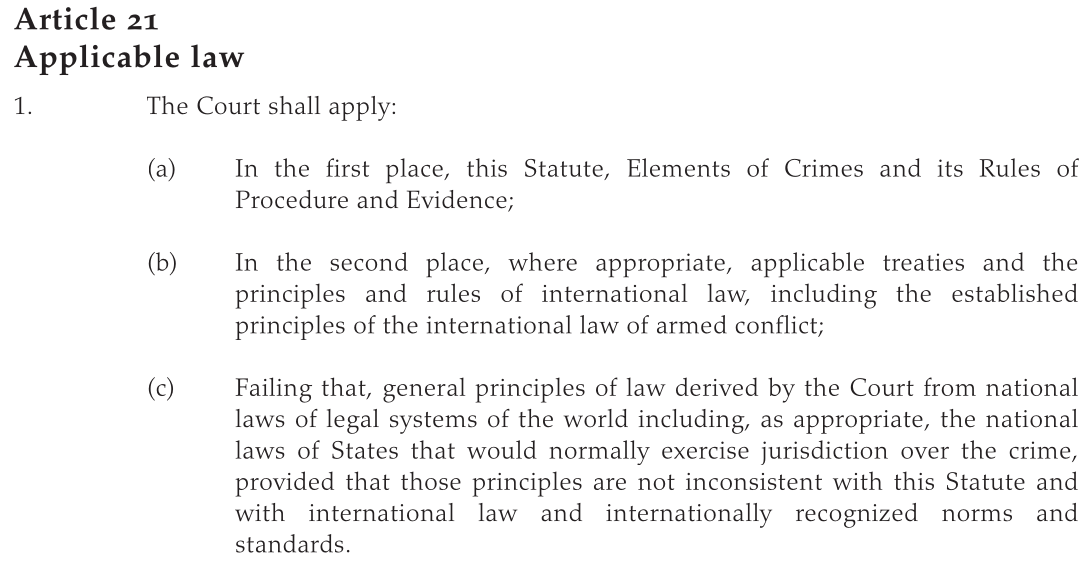 Article 21
Applicable law
1. The Court shall apply:
(a) In the first place, this Statute, Elements of Crimes and its Rules of
Procedure and Evidence;
(b) In the second place, where appropriate, applicable treaties and the
principles and rules of international law, including the established
principles of the international law of armed conflict;
(c) Failing that, general principles of law derived by the Court from national
laws of legal systems of the world including, as appropriate, the national
laws of States that would normally exercise jurisdiction over the crime,
provided that those principles are not inconsistent with this Statute and
with international law and internationally recognized norms and
standards.